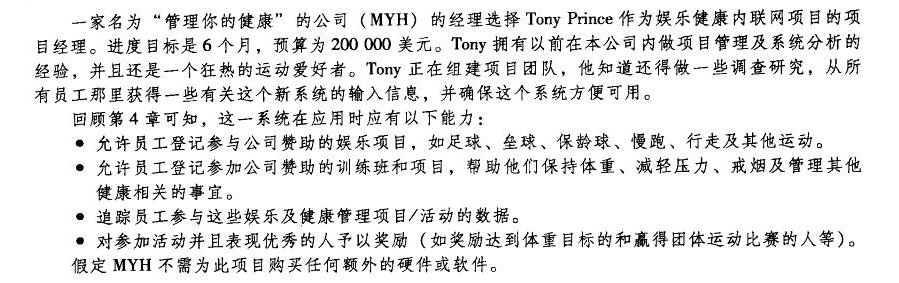 一家名为“管理你的健康”的公司（MYH）的经理选择 Tony Prince 作为娱乐健康内联网项目的项
目经理。进度目标是 6 个月，预算为 200 000 美元。Tony 拥有以前在本公司内做项目管理及系统分析的
经验，并且还是一个狂热的运动爱好者。Tony 正在组建项目团队，他知道还得做一些调查研究，从所
有员工那里获得一些有关这个新系统的输入信息，并确保这个系统方便可用。
回顾第 4 章可知，这一系统在应用时应有以下能力：
● 允许员工登记参与公司赞助的娱乐项目，如足球、垒球、保龄球、慢跑、行走及其他运动。
● 允许员工登记参加公司赞助的训练班和项目，帮助他们保持体重、减轻压力、戒烟及管理其他
健康相关的事宜。
● 追踪员工参与这些娱乐及健康管理项目/活动的数据。
● 对参加活动并且表现优秀的人予以奖励（如奖励达到体重目标的和赢得团体运动比赛的人等）。
假定 MYH 不需为此项目购买任何额外的硬件或软件。